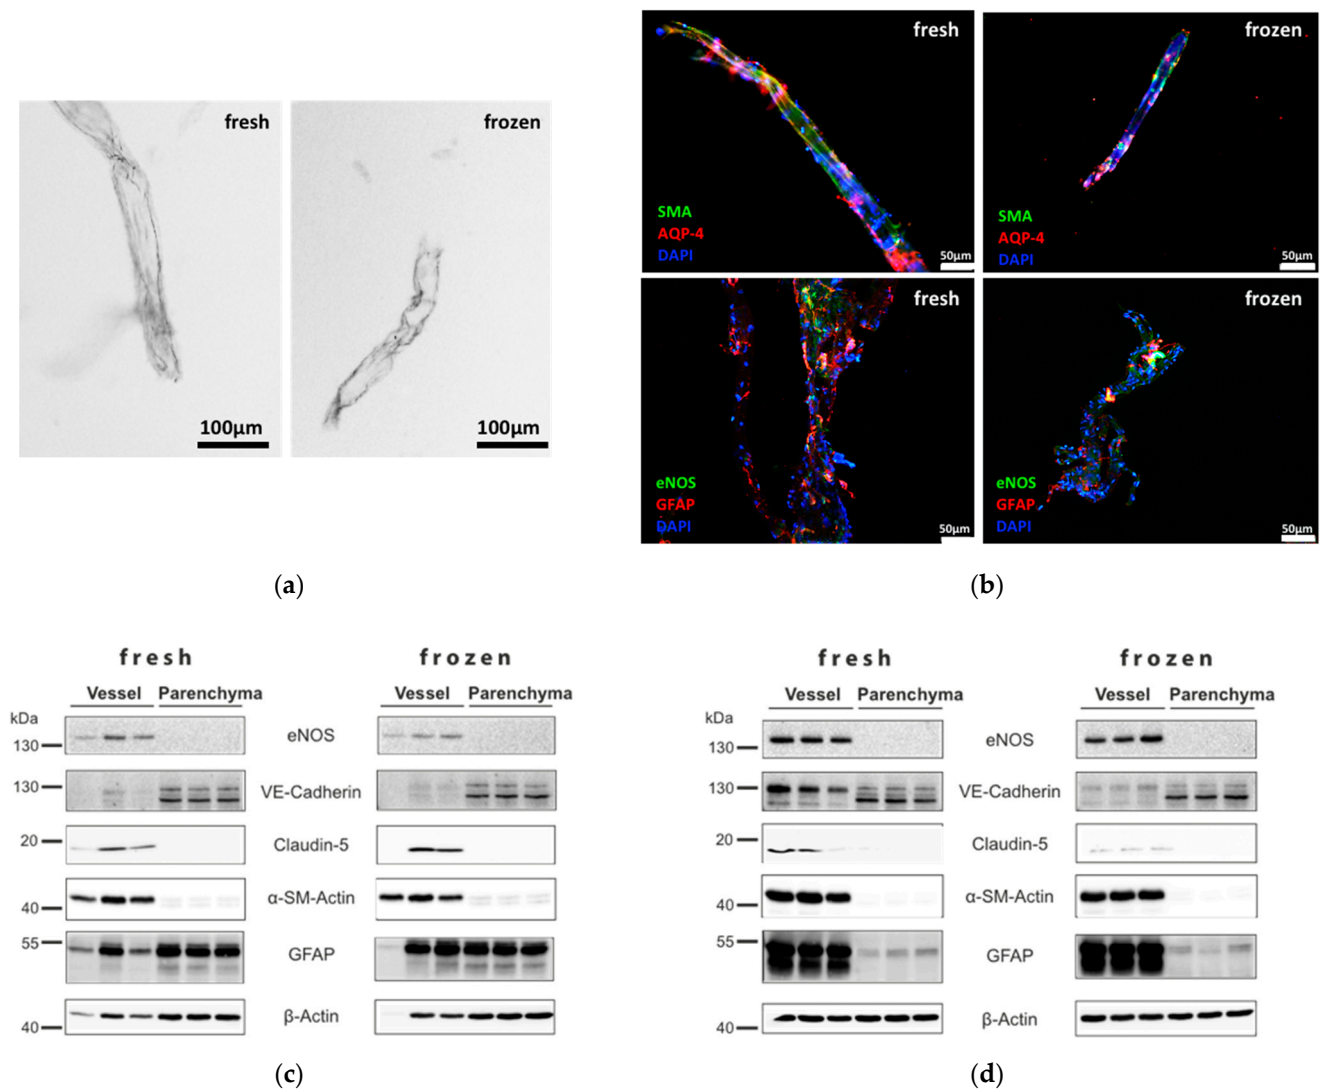 fresh
frozen
100µm
100µm
(a)
fresh
SMA
AQP-4
DAPI
50µm
frozen
SMA
AQP-4
DAPI
50µm
fresh
eNOS
GFAP
DAPI
50µm
frozen
eNOS
GFAP
DAPI
50µm
(b)
fresh
frozen
Vessel Parenchyma
Vessel Parenchyma
kDa
130
eNOS
130
VE-Cadherin
20
Claudin-5
40
α-SM-Actin
55
GFAP
40
β-Actin
(c)
fresh
frozen
Vessel Parenchyma
Vessel Parenchyma
kDa
130
eNOS
130
VE-Cadherin
20
Claudin-5
40
α-SM-Actin
55
GFAP
40
β-Actin
(d)